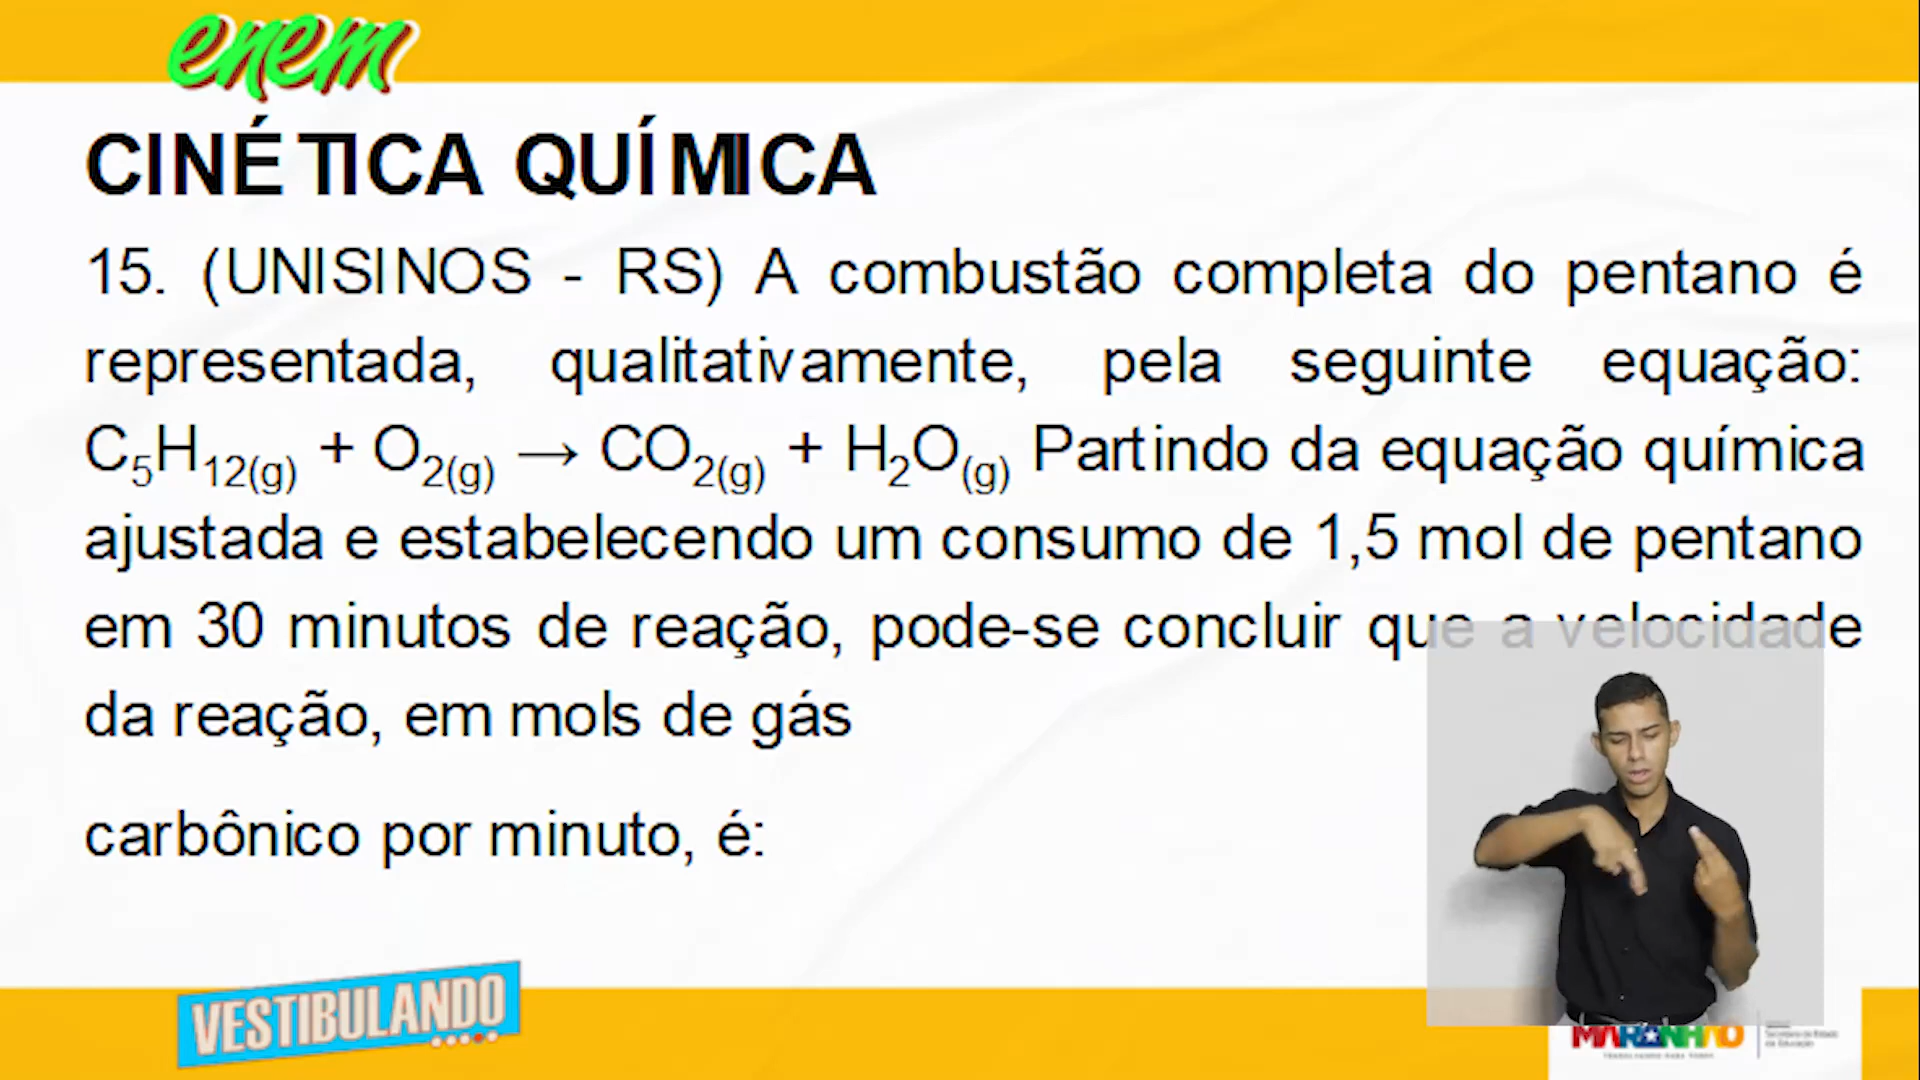 enem
CINÉTICA QUÍMICA
15. (UNISINOS - RS) A combustão completa do pentano é
representada, qualitativamente, pela seguinte equação:
C₅H₁₂(g) + O₂(g) → CO₂(g) + H₂O(g) Partindo da equação química
ajustada e estabelecendo um consumo de 1,5 mol de pentano
em 30 minutos de reação, pode-se concluir que a velocidade
da reação, em mols de gás
carbônico por minuto, é:
VESTIBULANDO
MARANHÃO